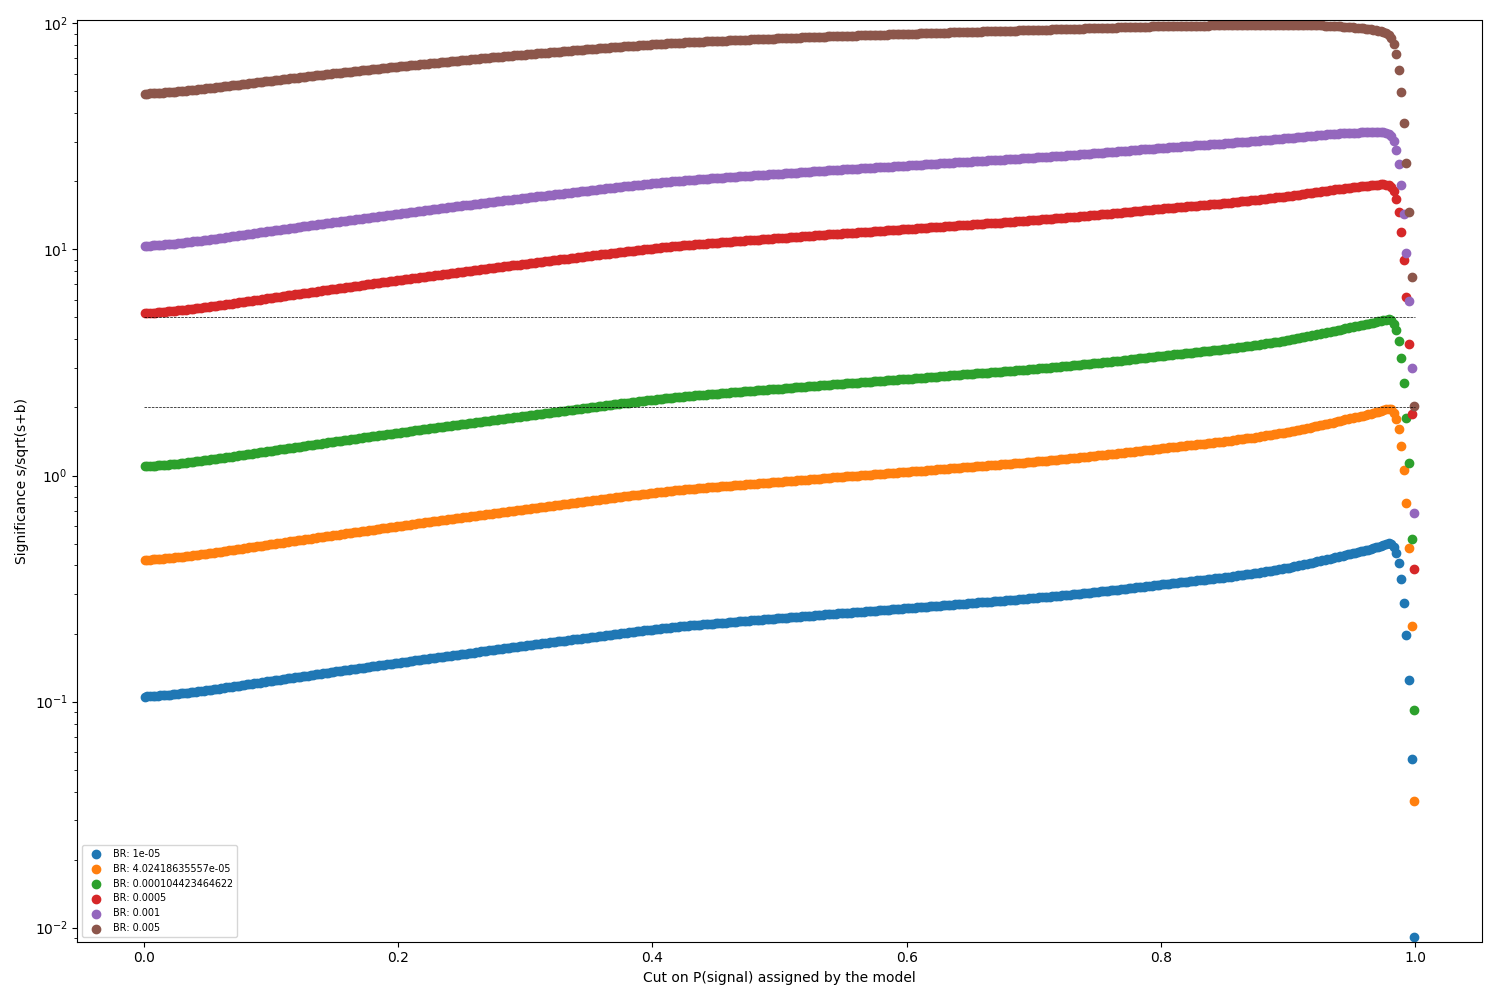 10²
10¹
10⁰
10⁻¹
10⁻²
Significance s/sqrt(s+b)
BR: 1e-05
BR: 4.02418635557e-05
BR: 0.000104423464622
BR: 0.0005
BR: 0.001
BR: 0.005
0.0 0.2 0.4 0.6 0.8 1.0
Cut on P(signal) assigned by the model